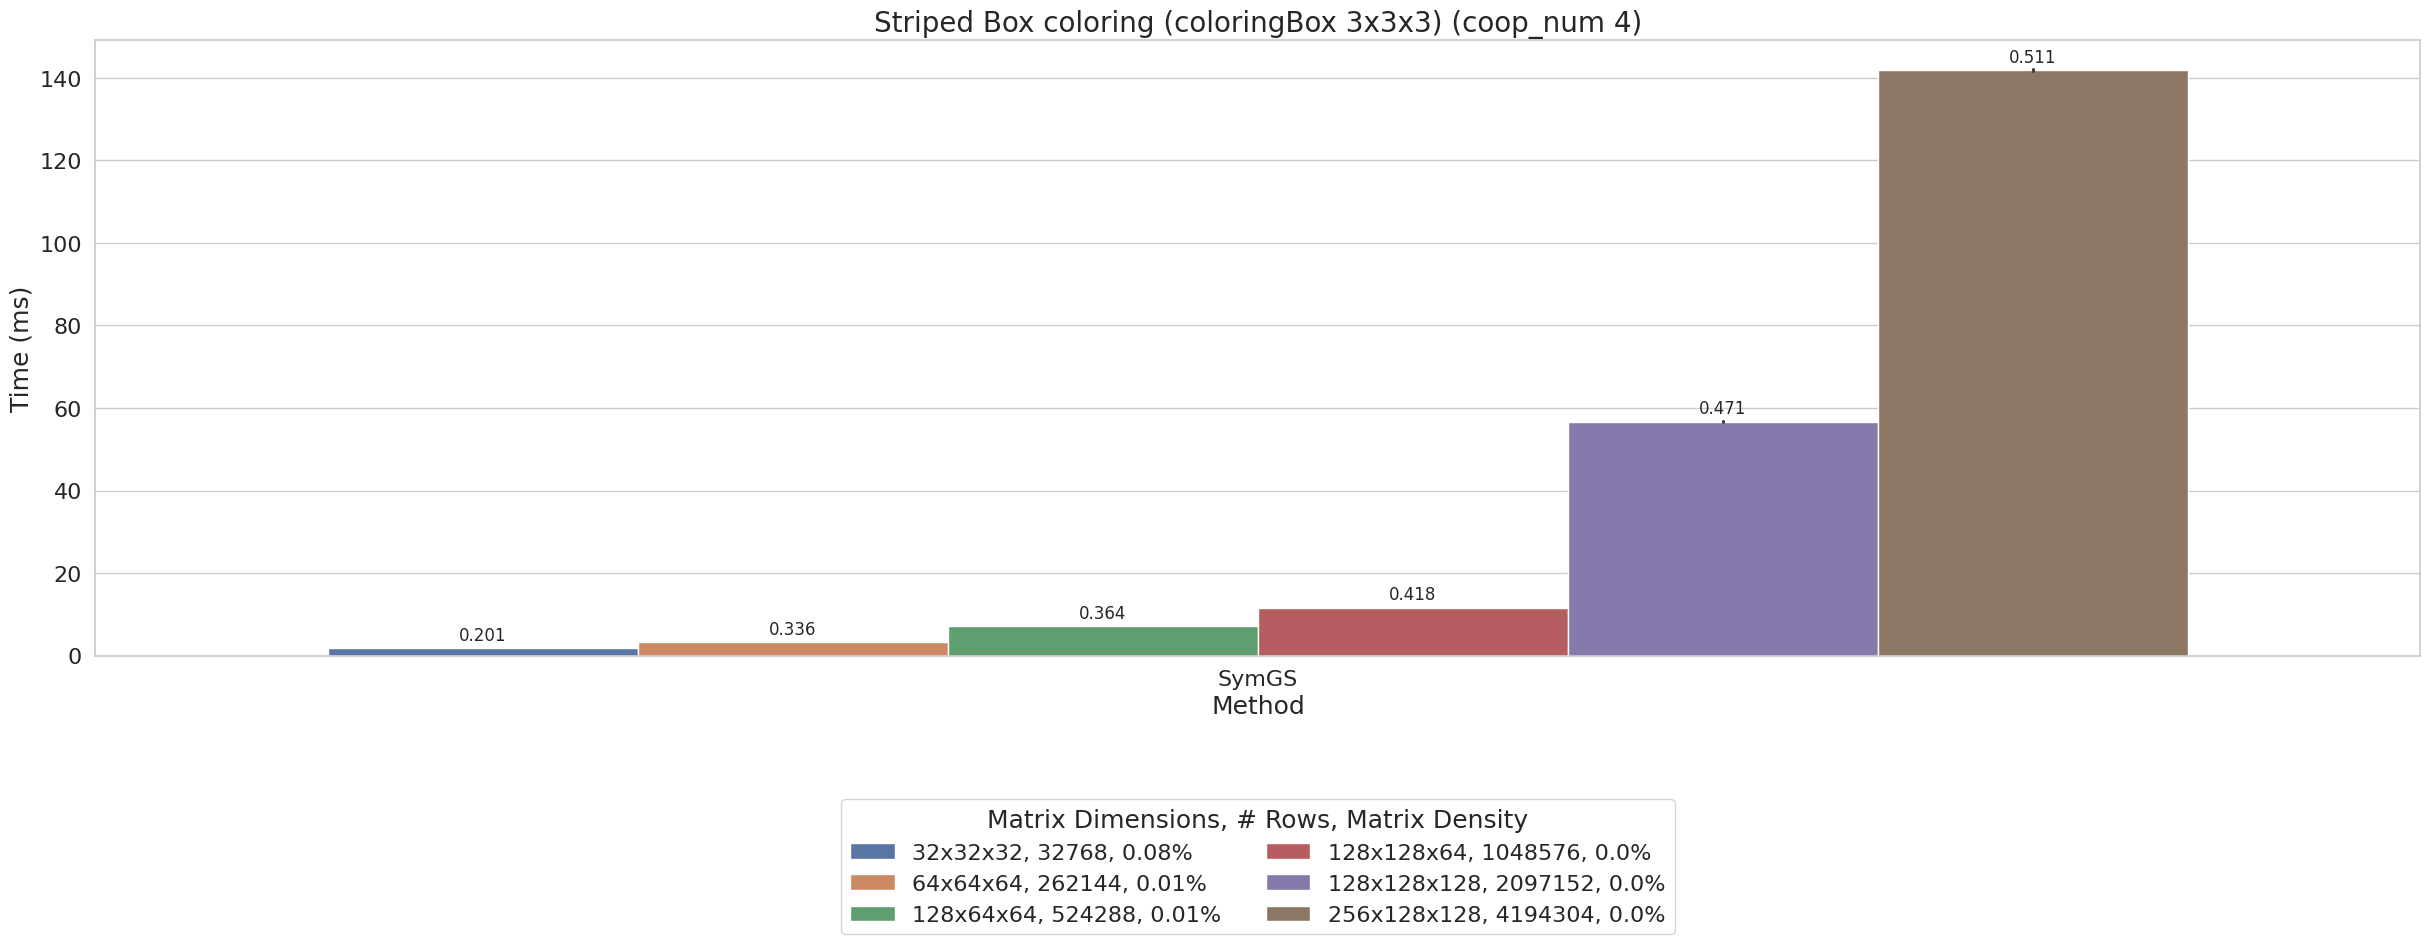 Striped Box coloring (coloringBox 3x3x3) (coop_num 4)
Time (ms)
140
120
100
80
60
40
20
0
0.201
0.336
0.364
0.418
0.471
0.511
SymGS
Method
Matrix Dimensions, # Rows, Matrix Density
32x32x32, 32768, 0.08%
64x64x64, 262144, 0.01%
128x64x64, 524288, 0.01%
128x128x64, 1048576, 0.0%
128x128x128, 2097152, 0.0%
256x128x128, 4194304, 0.0%